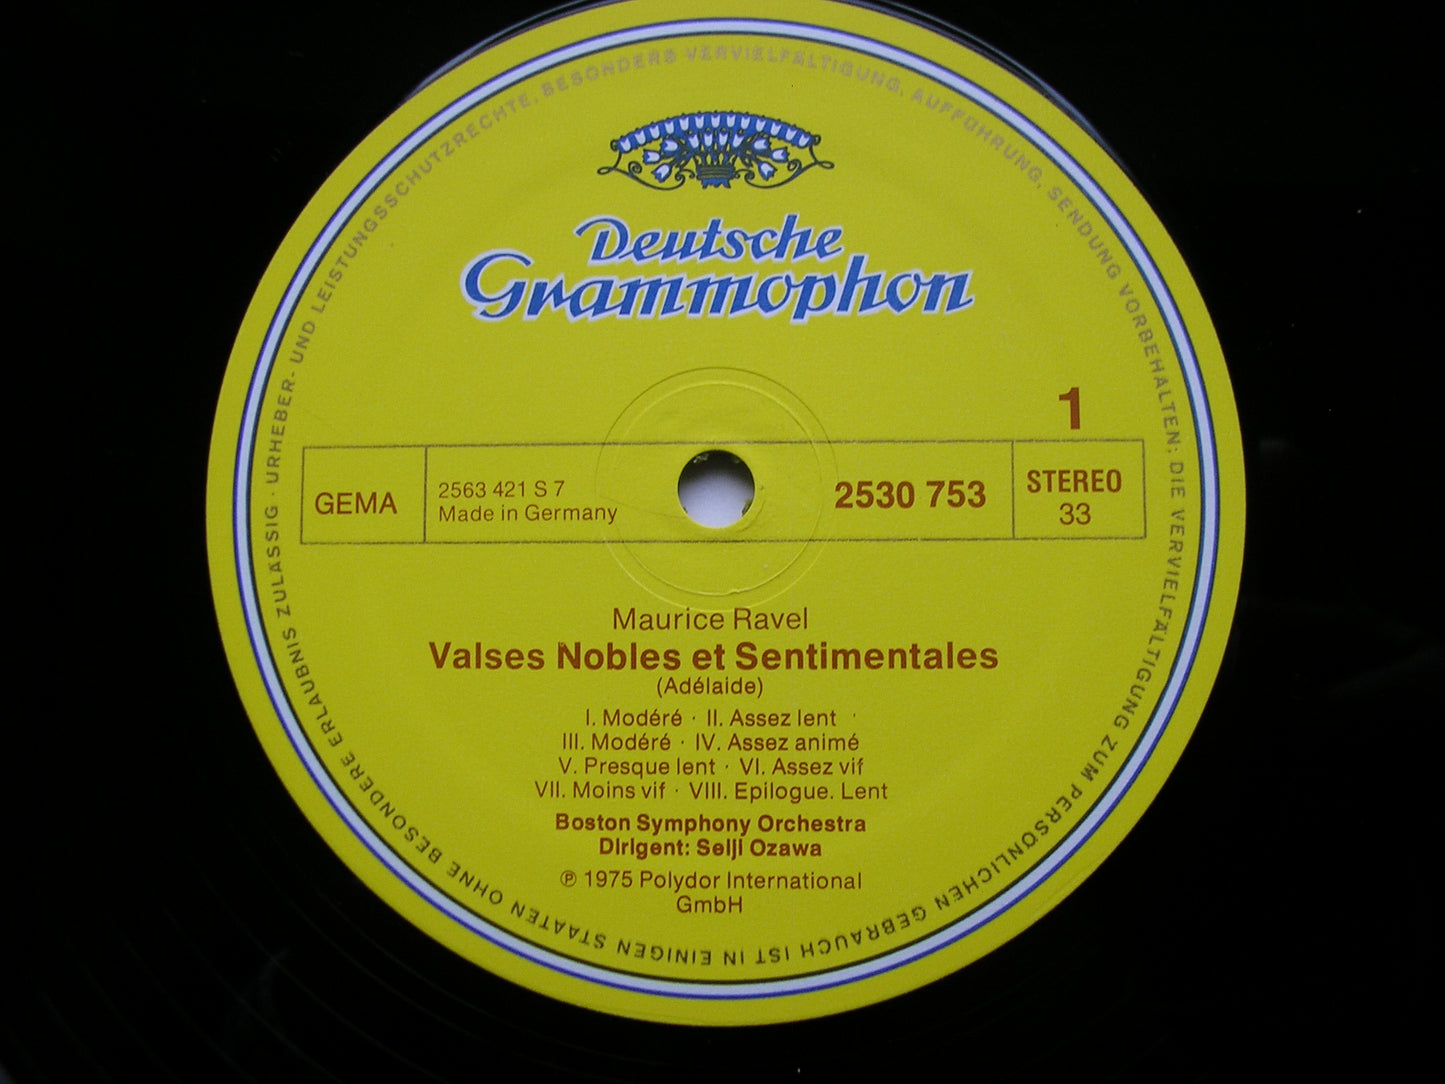 URHEBER- UND LEISTUNGSSCHUTZRECHTE, BESONDERS VERVIELFÄLTIGUNG, AUFFÜHRUNG, SENDUNG VORBEHALTEN; DIE VERVIELFÄLTIGUNG ZUM PERSÖNLICHEN GEBRAUCH IST IN EINIGEN STAATEN OHNE BESONDERE ERLAUBNIS ZULÄSSIG ·
Deutsche
Grammophon
1
GEMA
2563 421 S 7
Made in Germany
2530 753
STEREO
33
Maurice Ravel
Valses Nobles et Sentimentales
(Adélaide)
I. Modéré · II. Assez lent ·
III. Modéré · IV. Assez animé
V. Presque lent · VI. Assez vif
VII. Moins vif · VIII. Epilogue. Lent
Boston Symphony Orchestra
Dirigent: Seiji Ozawa
℗ 1975 Polydor International
GmbH